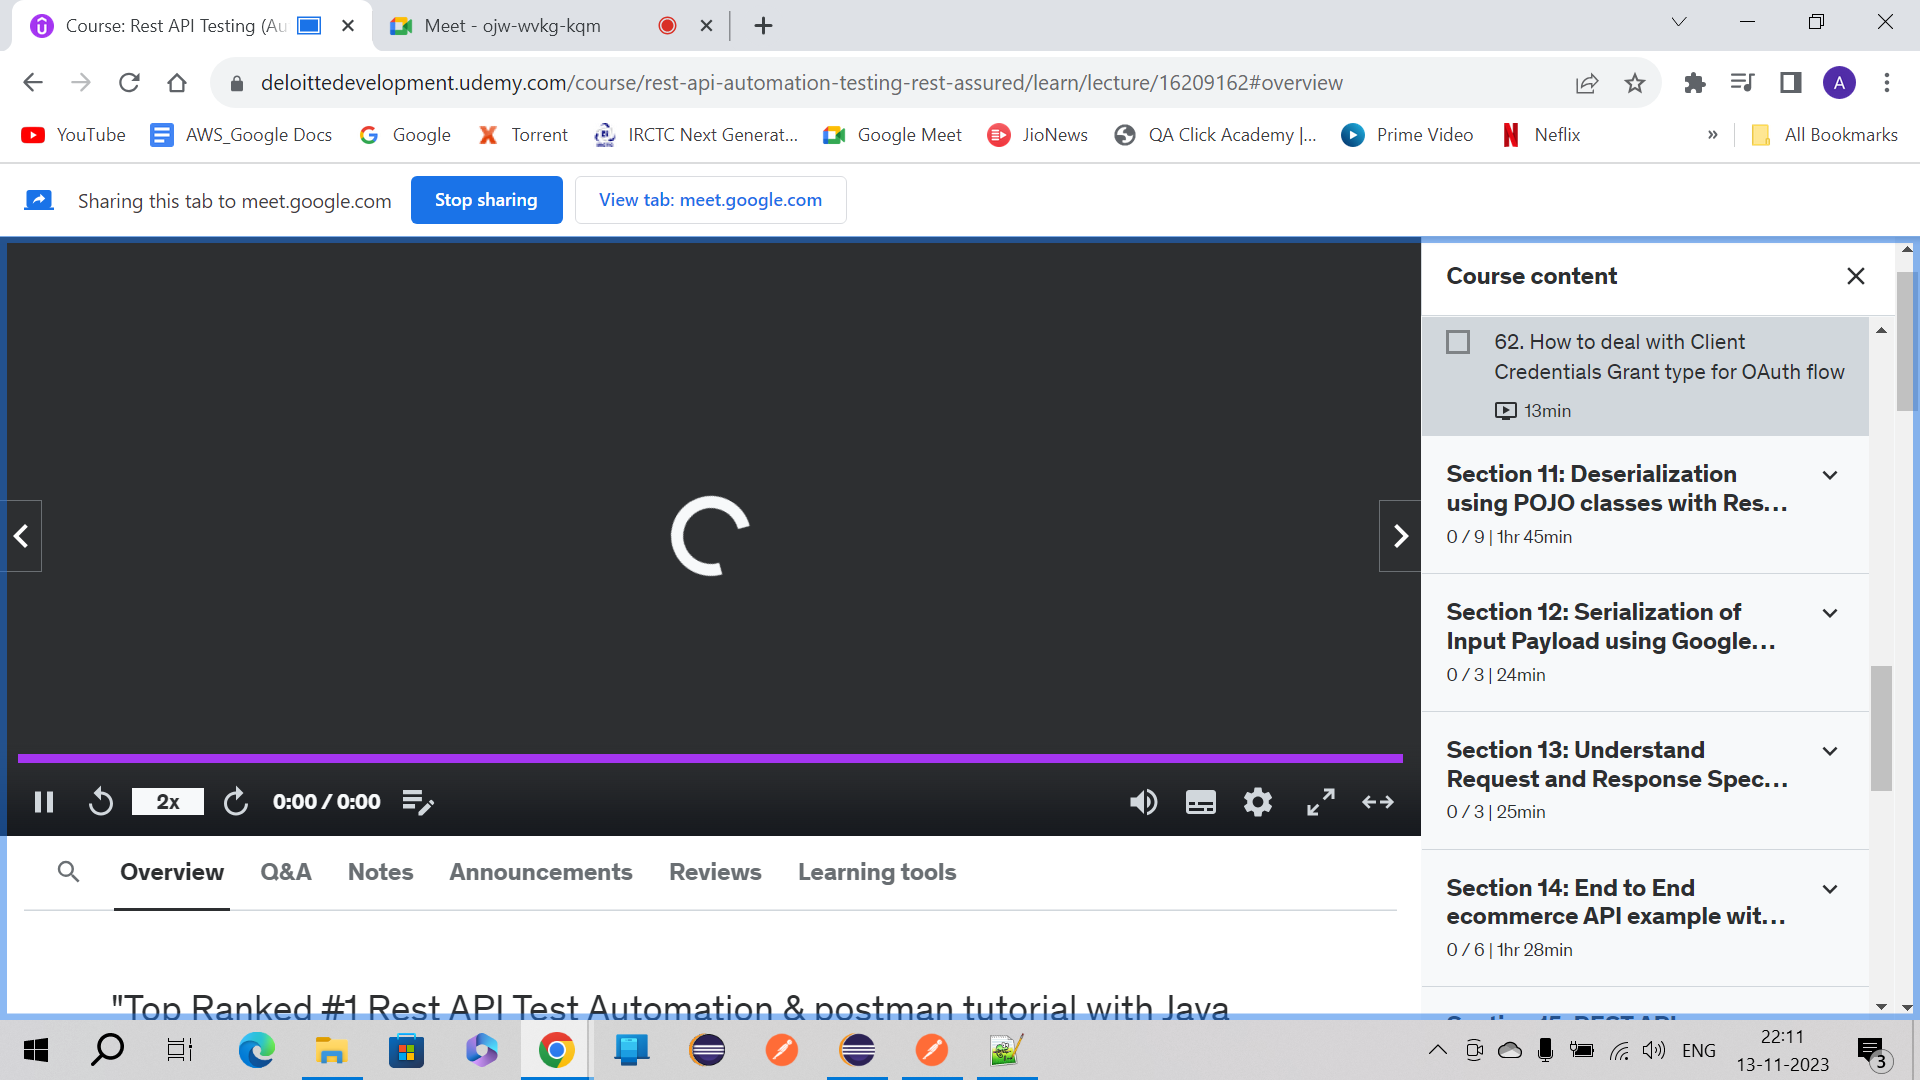 Course: Rest API Testing (Au
Meet - ojw-wvkg-kqm
deloittedevelopment.udemy.com/course/rest-api-automation-testing-rest-assured/learn/lecture/16209162#overview
A
YouTube
AWS_Google Docs
Google
Torrent
IRCTC Next Generat...
Google Meet
JioNews
QA Click Academy |...
Prime Video
Neflix
»
All Bookmarks
Sharing this tab to meet.google.com
Stop sharing
View tab: meet.google.com
Course content
62. How to deal with Client
Credentials Grant type for OAuth flow
13min
Section 11: Deserialization
using POJO classes with Res...
0 / 9 | 1hr 45min
Section 12: Serialization of
Input Payload using Google...
0 / 3 | 24min
Section 13: Understand
Request and Response Spec...
0 / 3 | 25min
Section 14: End to End
ecommerce API example wit...
0 / 6 | 1hr 28min
2x
0:00 / 0:00
Overview
Q&A
Notes
Announcements
Reviews
Learning tools
"Top Ranked #1 Rest API Test Automation & postman tutorial with Java
ENG
22:11
13-11-2023
3